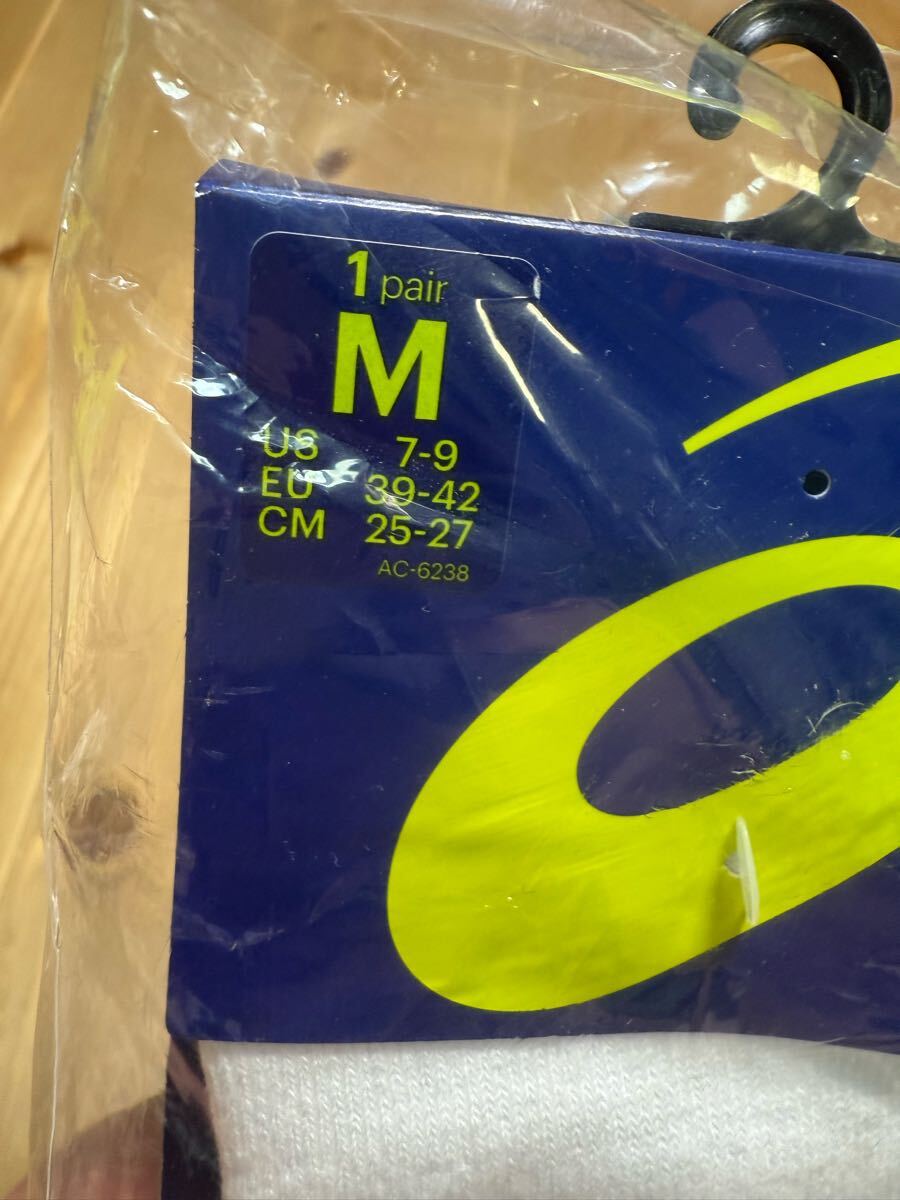 1 pair
M
US 7-9
EU 39-42
CM 25-27
AC-6238